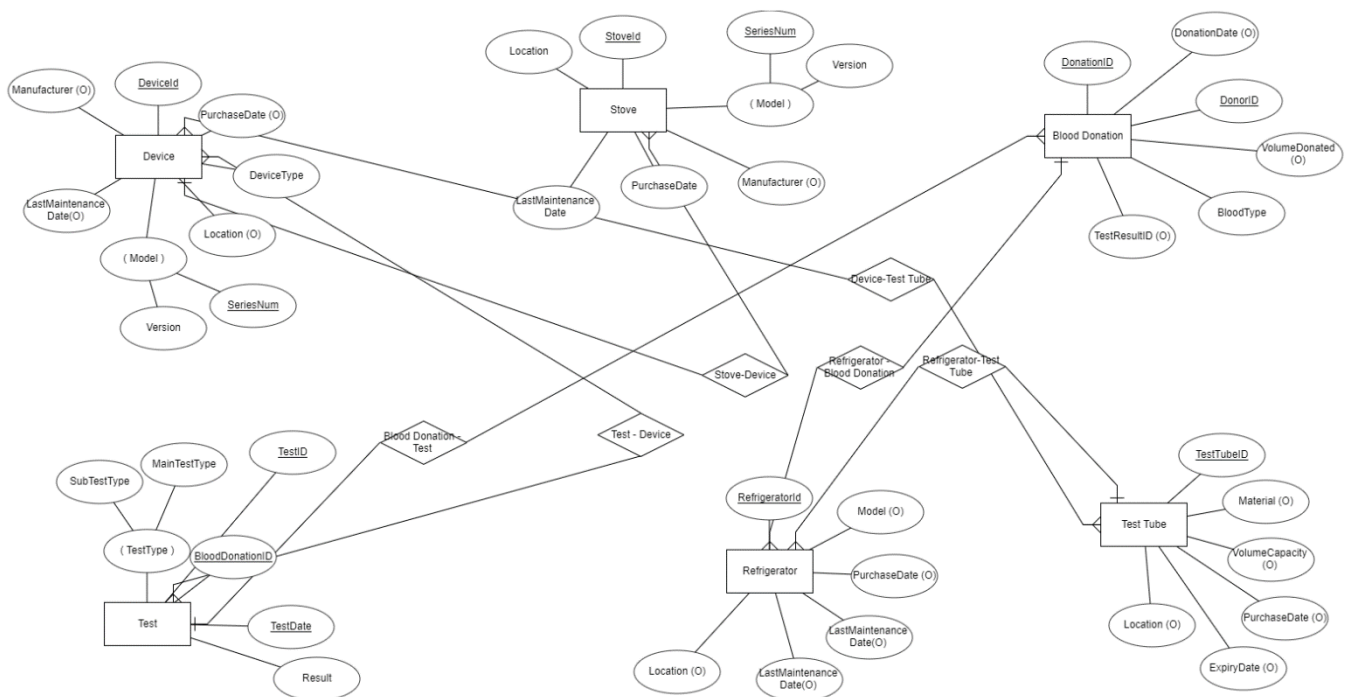 Location
StoveId
SeriesNum
Version
( Model )
Stove
LastMaintenance
Date
PurchaseDate
Manufacturer (O)
Manufacturer (O)
DeviceId
PurchaseDate (O)
Device
DeviceType
LastMaintenance
Date(O)
Location (O)
( Model )
SeriesNum
Version
DonationDate (O)
DonationID
DonorID
Blood Donation
VolumeDonated
(O)
BloodType
TestResultID (O)
Device-Test Tube
Stove-Device
Refrigerator -
Blood Donation
Refrigerator-Test
Tube
Blood Donation -
Test
Test - Device
SubTestType
MainTestType
TestID
( TestType )
BloodDonationID
Test
TestDate
Result
RefrigeratorId
Model (O)
Refrigerator
PurchaseDate (O)
LastMaintenance
Date(O)
LastMaintenance
Date(O)
Location (O)
TestTubeID
Material (O)
Test Tube
VolumeCapacity
(O)
PurchaseDate (O)
Location (O)
ExpiryDate (O)